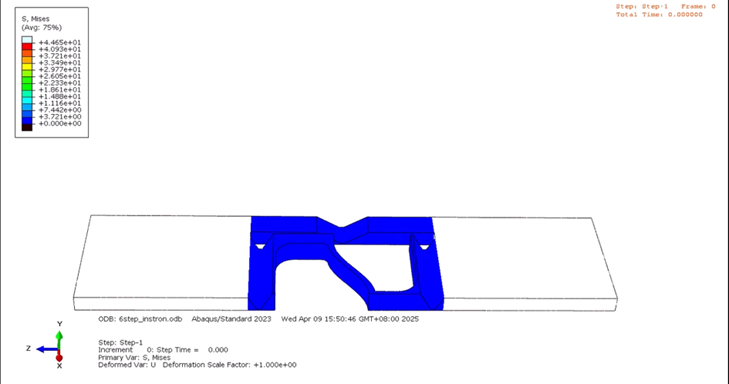 Step: Step-1   Frame: 0
Total Time: 0.000000
S, Mises
(Avg: 75%)
+4.465e+01
+4.093e+01
+3.721e+01
+3.349e+01
+2.977e+01
+2.605e+01
+2.233e+01
+1.861e+01
+1.488e+01
+1.116e+01
+7.442e+00
+3.721e+00
+0.000e+00
ODB: 6step_instron.odb   Abaqus/Standard 2023   Wed Apr 09 15:50:46 GMT+08:00 2025
Y
Z
X
Step: Step-1
Increment     0: Step Time =    0.000
Primary Var: S, Mises
Deformed Var: U   Deformation Scale Factor: +1.000e+00